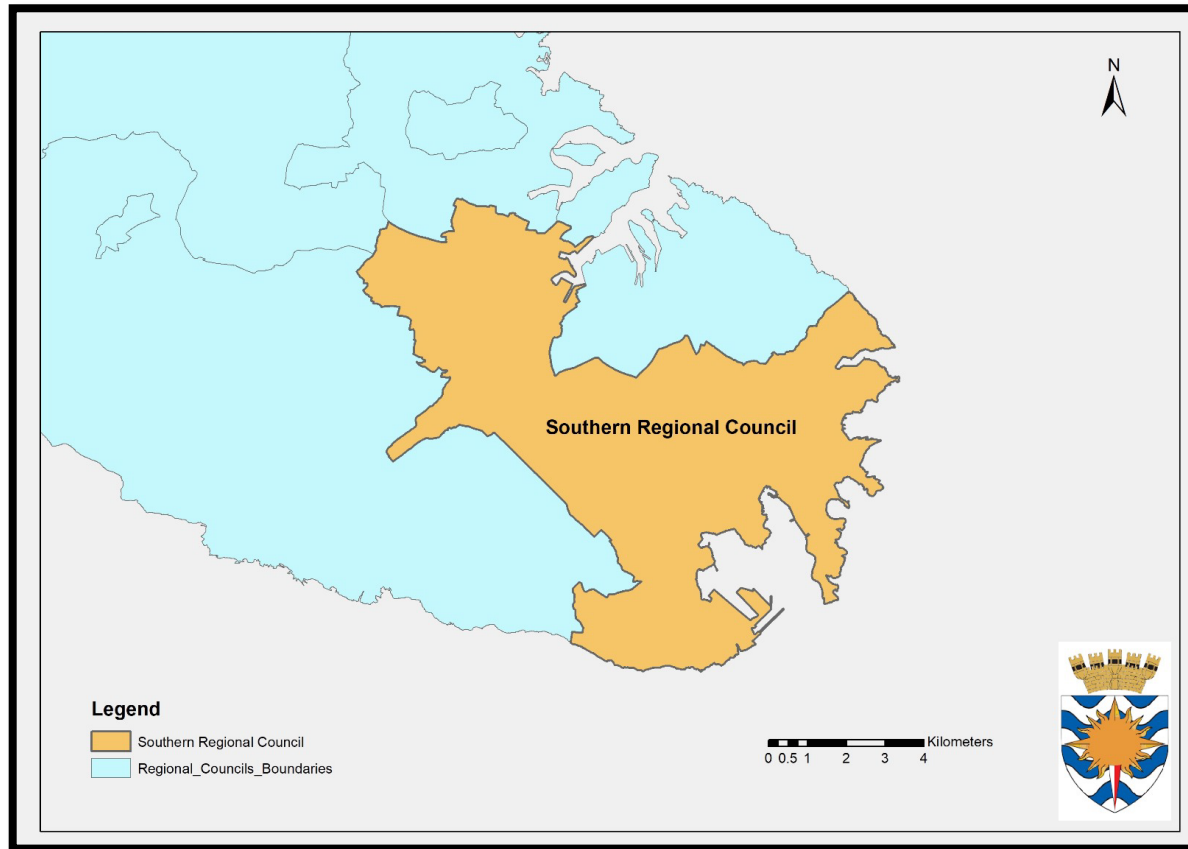 N
Southern Regional Council
Legend
Southern Regional Council
Regional_Councils_Boundaries
Kilometers
0 0.5 1 2 3 4